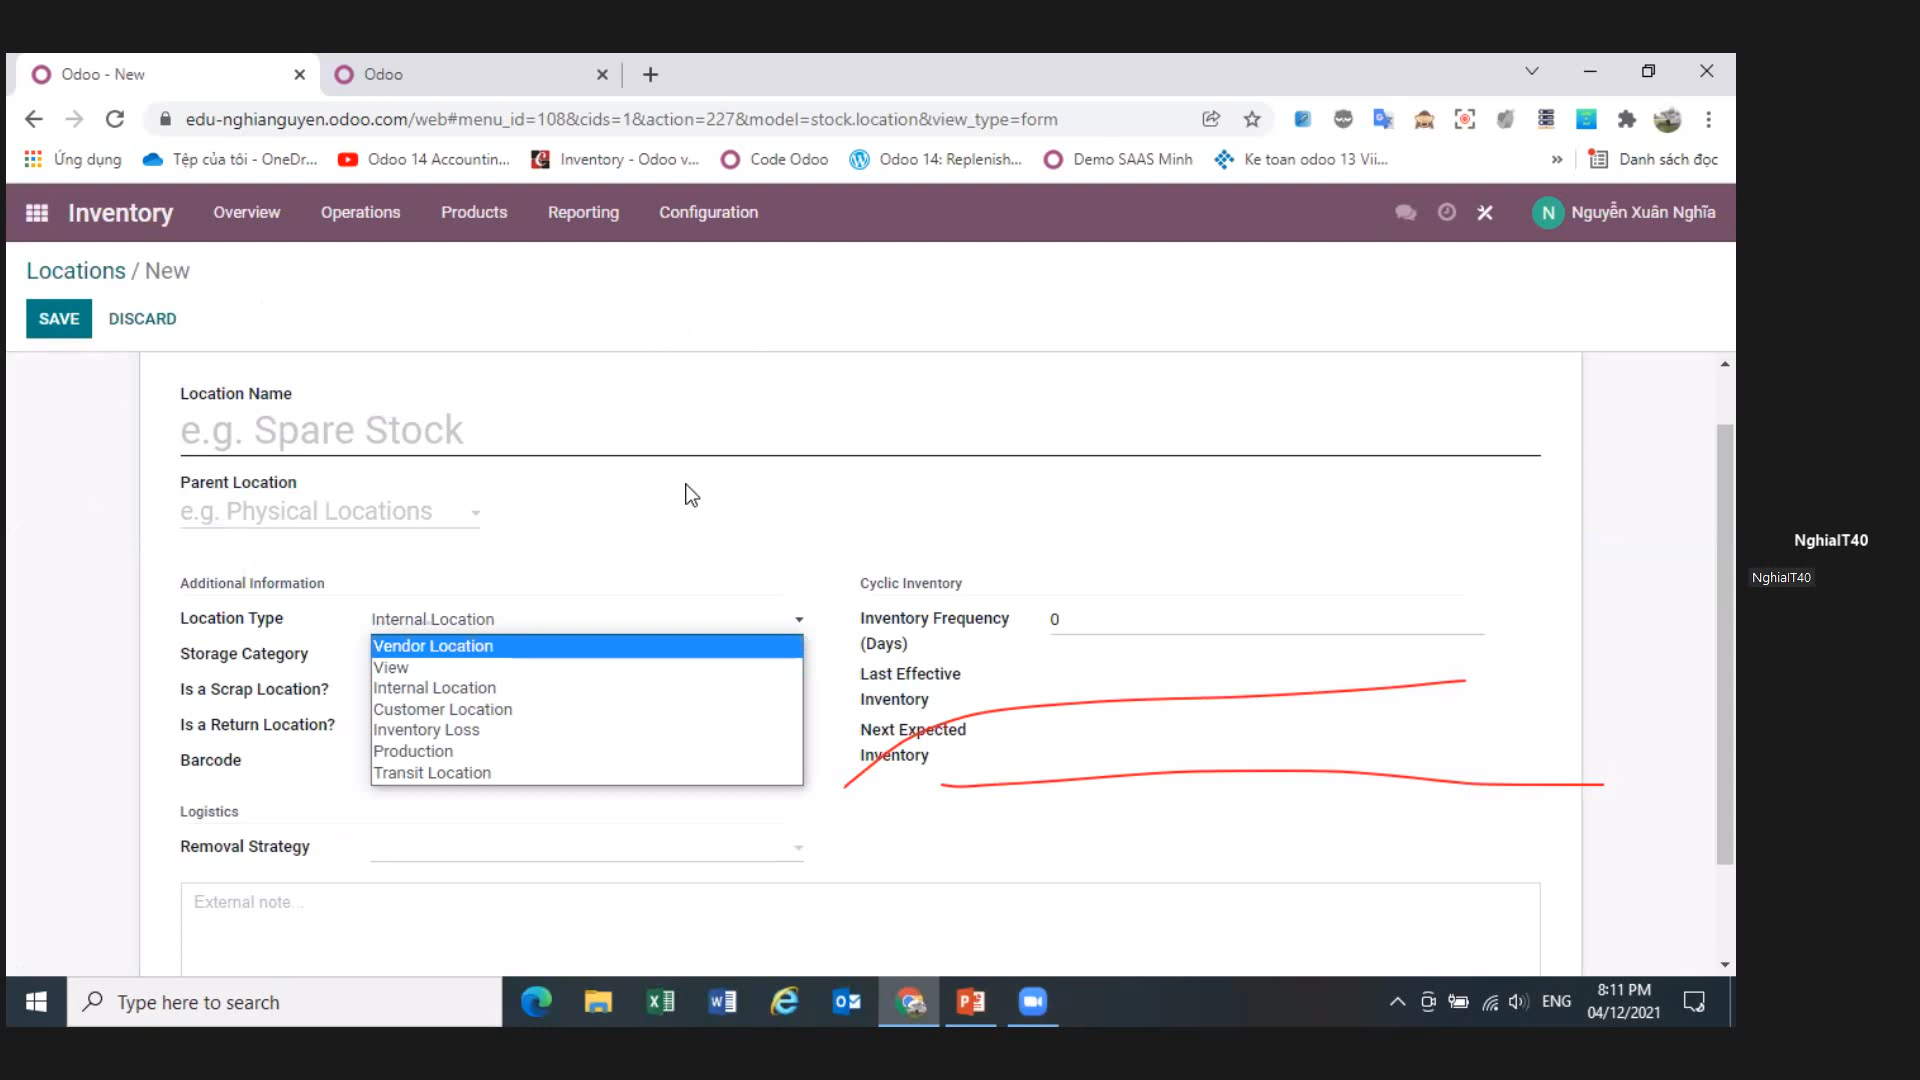 Odoo - New
Odoo
edu-nghianguyen.odoo.com/web#menu_id=108&cids=1&action=227&model=stock.location&view_type=form
Ứng dụng
Tệp của tôi - OneDr...
Odoo 14 Accountin...
Inventory - Odoo v...
Code Odoo
Odoo 14: Replenish...
Demo SAAS Minh
Ke toan odoo 13 Vii...
»
Danh sách đọc
Inventory
Overview
Operations
Products
Reporting
Configuration
N
Nguyễn Xuân Nghĩa
Locations / New
SAVE
DISCARD
Location Name
e.g. Spare Stock
Parent Location
e.g. Physical Locations
Additional Information
Location Type
Internal Location
Vendor Location
View
Internal Location
Customer Location
Inventory Loss
Production
Transit Location
Storage Category
Is a Scrap Location?
Is a Return Location?
Barcode
Cyclic Inventory
Inventory Frequency
(Days)
0
Last Effective
Inventory
Next Expected
Inventory
Logistics
Removal Strategy
External note...
NghiaIT40
NghiaIT40
Type here to search
ENG
8:11 PM
04/12/2021